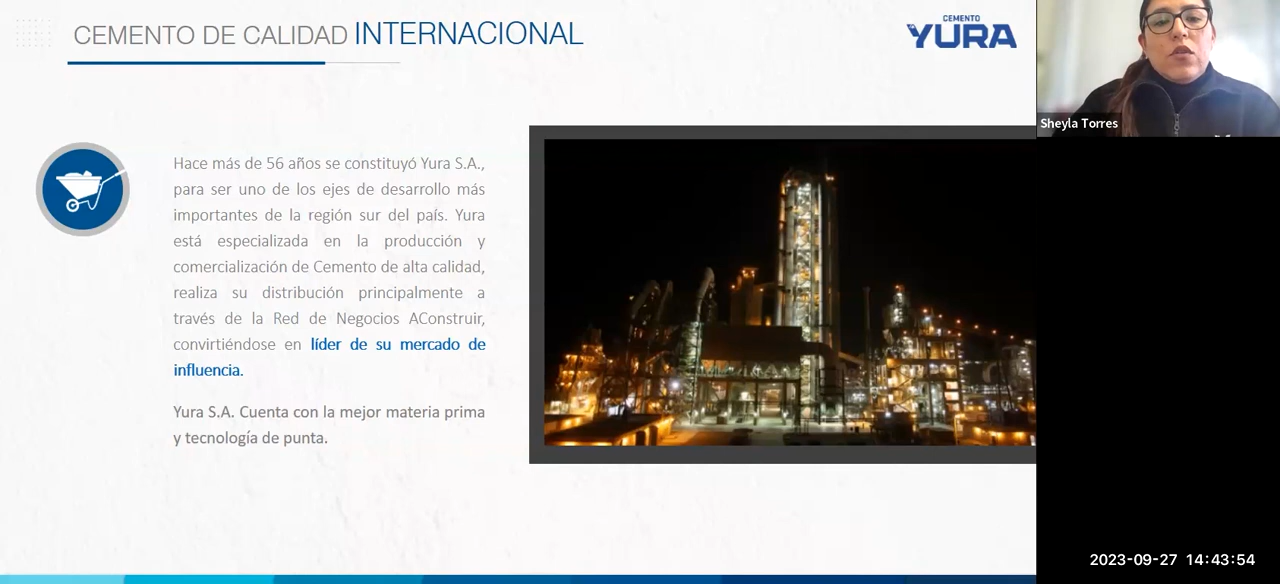 CEMENTO DE CALIDAD INTERNACIONAL
CEMENTO
YURA
Sheyla Torres
Hace más de 56 años se constituyó Yura S.A.,
para ser uno de los ejes de desarrollo más
importantes de la región sur del país. Yura
está especializada en la producción y
comercialización de Cemento de alta calidad,
realiza su distribución principalmente a
través de la Red de Negocios AConstruir,
convirtiéndose en líder de su mercado de
influencia.
Yura S.A. Cuenta con la mejor materia prima
y tecnología de punta.
2023-09-27 14:43:54